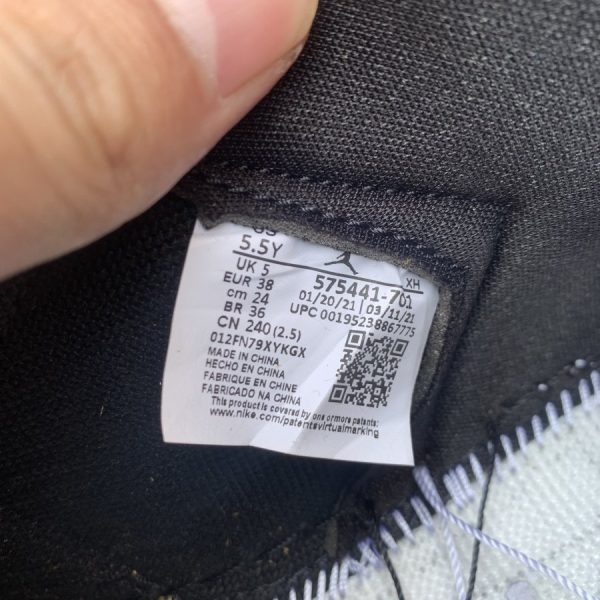 5.5Y
UK 5
EUR 38
cm 24
BR 36
CN 240 (2.5)
XH
575441-701
01/20/21 | 03/11/21
UPC 00195238867775
012FN79XYKGX
MADE IN CHINA
HECHO EN CHINA
FABRIQUE EN CHINE
FABRICADO NA CHINA
This product is covered by one or more patents:
www.nike.com/patentsvirtualmarking